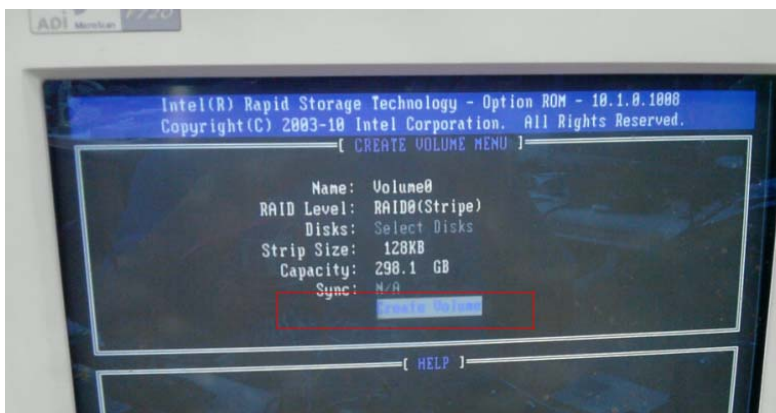 ADI MicroScan
Intel(R) Rapid Storage Technology - Option ROM - 10.1.0.1008
Copyright(C) 2003-10 Intel Corporation. All Rights Reserved.
[ CREATE VOLUME MENU ]
Name: Volume0
RAID Level: RAID0(Stripe)
Disks: Select Disks
Strip Size: 128KB
Capacity: 298.1 GB
Sync: N/A
Create Volume
[ HELP ]